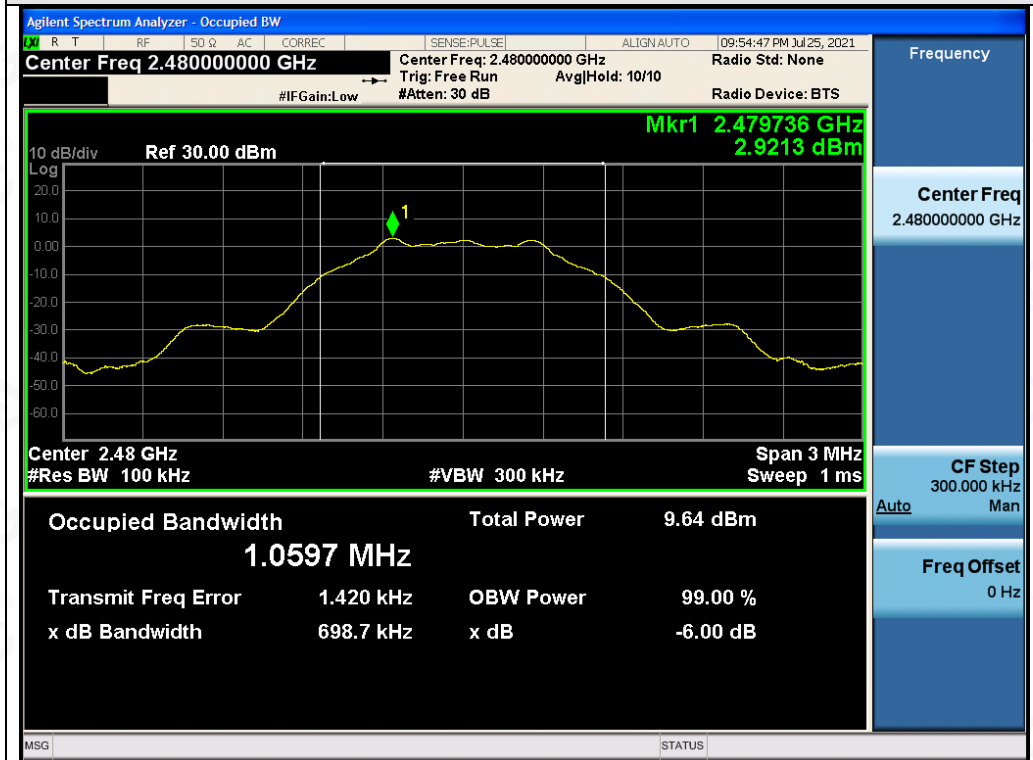 Agilent Spectrum Analyzer - Occupied BW
LXI R T RF 50 Ω AC CORREC SENSE:PULSE ALIGN AUTO 09:54:47 PM Jul 25, 2021
Center Freq 2.480000000 GHz
Center Freq: 2.480000000 GHz
Radio Std: None
Trig: Free Run Avg|Hold: 10/10
#IFGain:Low
#Atten: 30 dB
Radio Device: BTS
Mkr1 2.479736 GHz
2.9213 dBm
10 dB/div Ref 30.00 dBm
Log
20.0
10.0
0.00
-10.0
-20.0
-30.0
-40.0
-50.0
-60.0
1
Center 2.48 GHz
Span 3 MHz
#Res BW 100 kHz
#VBW 300 kHz
Sweep 1 ms
Occupied Bandwidth
Total Power 9.64 dBm
1.0597 MHz
Transmit Freq Error 1.420 kHz
OBW Power 99.00 %
x dB Bandwidth 698.7 kHz
x dB -6.00 dB
Frequency
Center Freq
2.480000000 GHz
CF Step
300.000 kHz
Auto Man
Freq Offset
0 Hz
MSG
STATUS